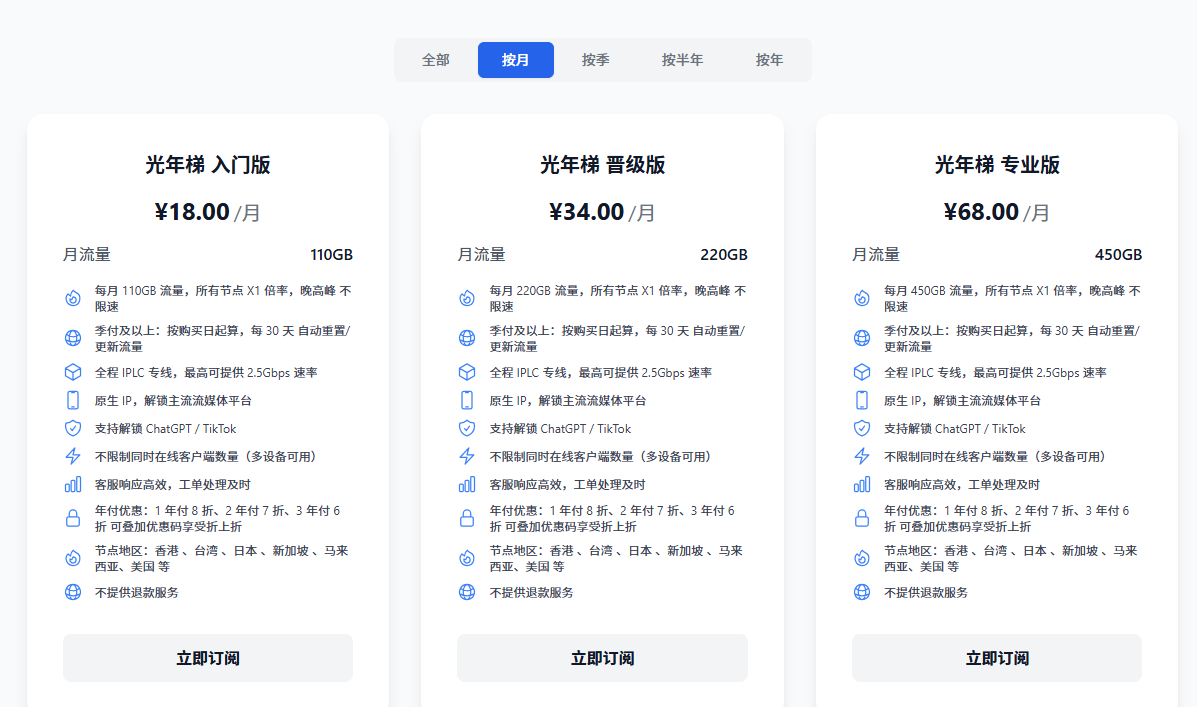 全部 按月 按季 按半年 按年
光年梯 入门版
¥18.00 /月
月流量 110GB
每月 110GB 流量，所有节点 X1 倍率，晚高峰 不
限速
季付及以上：按购买日起算，每 30 天 自动重置/
更新流量
全程 IPLC 专线，最高可提供 2.5Gbps 速率
原生 IP，解锁主流流媒体平台
支持解锁 ChatGPT / TikTok
不限制同时在线客户端数量（多设备可用）
客服响应高效，工单处理及时
年付优惠：1 年付 8 折、2 年付 7 折、3 年付 6
折 可叠加优惠码享受折上折
节点地区：香港 、台湾 、日本 、新加坡 、马来
西亚、美国 等
不提供退款服务
立即订阅
光年梯 晋级版
¥34.00 /月
月流量 220GB
每月 220GB 流量，所有节点 X1 倍率，晚高峰 不
限速
季付及以上：按购买日起算，每 30 天 自动重置/
更新流量
全程 IPLC 专线，最高可提供 2.5Gbps 速率
原生 IP，解锁主流流媒体平台
支持解锁 ChatGPT / TikTok
不限制同时在线客户端数量（多设备可用）
客服响应高效，工单处理及时
年付优惠：1 年付 8 折、2 年付 7 折、3 年付 6
折 可叠加优惠码享受折上折
节点地区：香港 、台湾 、日本 、新加坡 、马来
西亚、美国 等
不提供退款服务
立即订阅
光年梯 专业版
¥68.00 /月
月流量 450GB
每月 450GB 流量，所有节点 X1 倍率，晚高峰 不
限速
季付及以上：按购买日起算，每 30 天 自动重置/
更新流量
全程 IPLC 专线，最高可提供 2.5Gbps 速率
原生 IP，解锁主流流媒体平台
支持解锁 ChatGPT / TikTok
不限制同时在线客户端数量（多设备可用）
客服响应高效，工单处理及时
年付优惠：1 年付 8 折、2 年付 7 折、3 年付 6
折 可叠加优惠码享受折上折
节点地区：香港 、台湾 、日本 、新加坡 、马来
西亚、美国 等
不提供退款服务
立即订阅